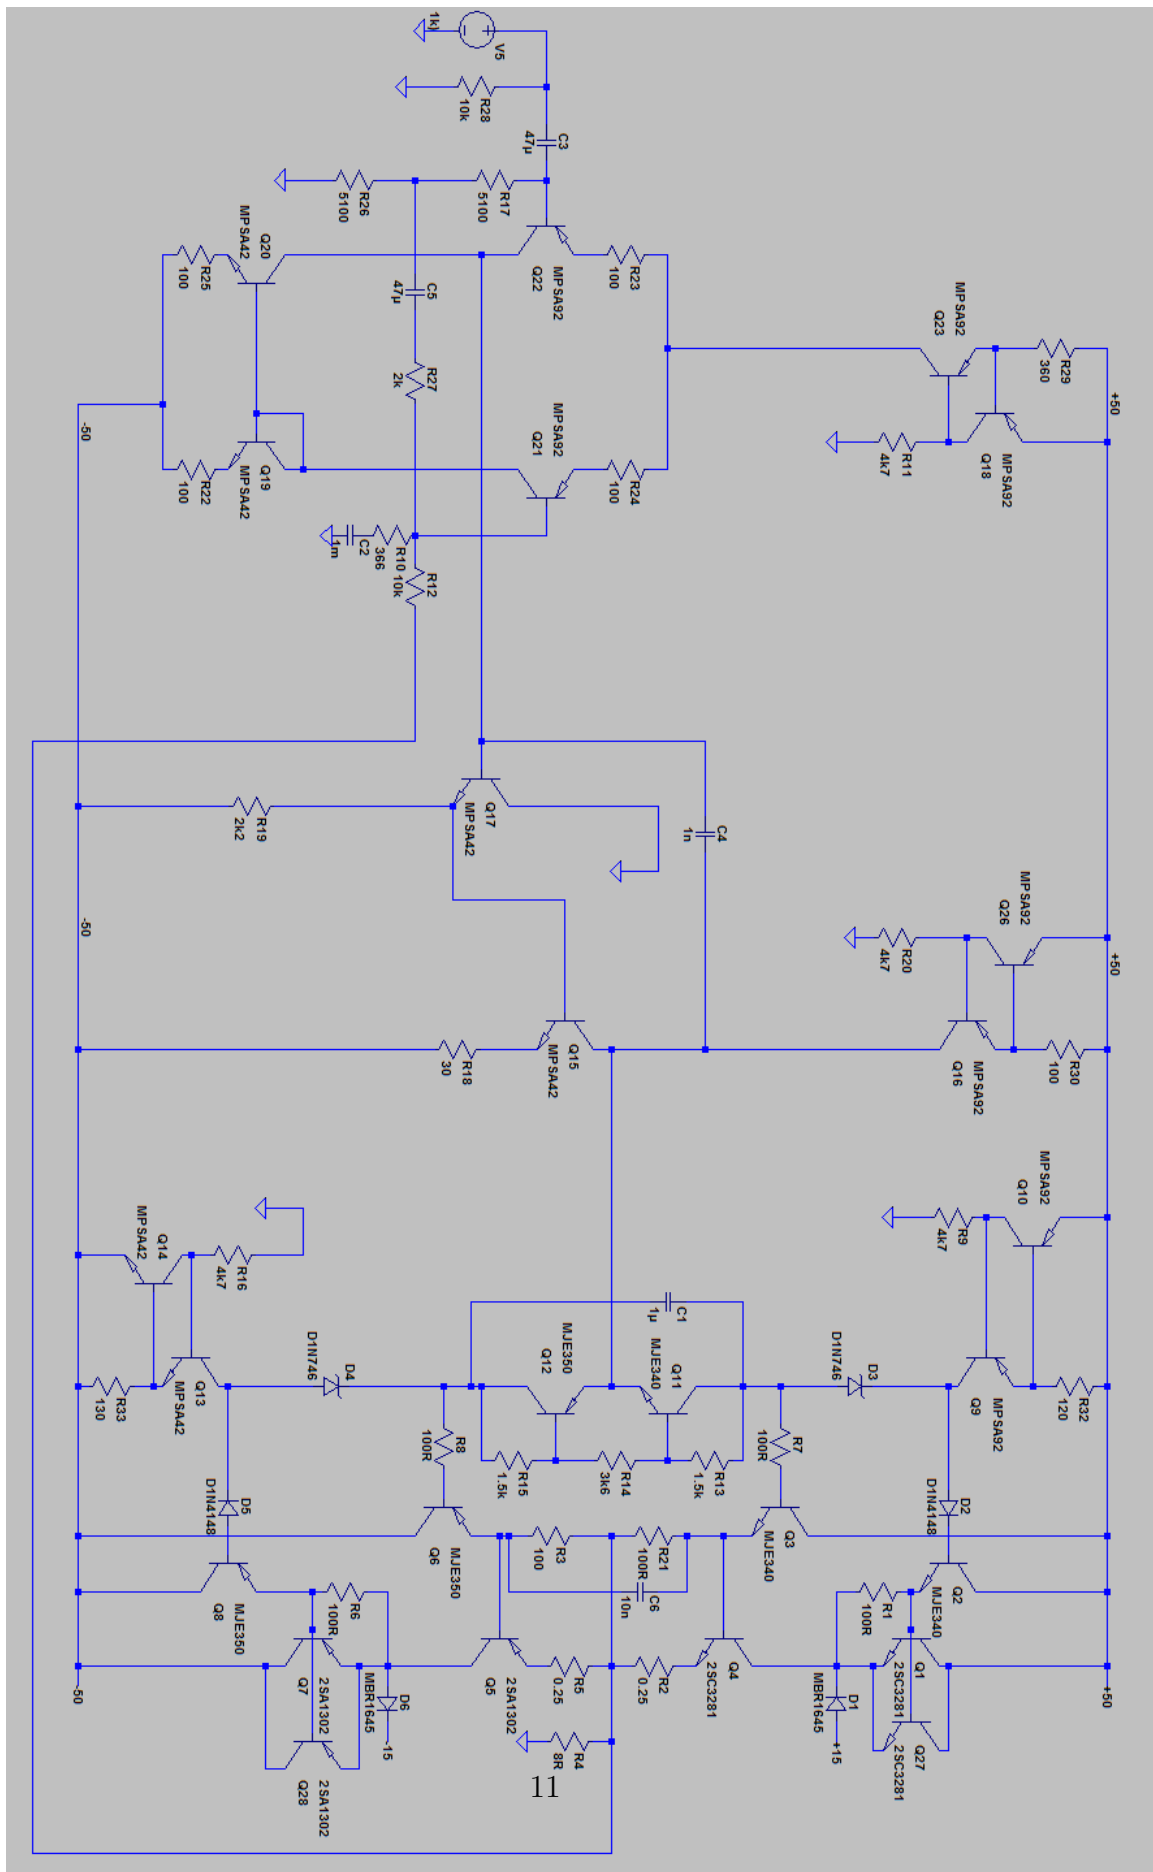 1k)
V5
R28
10k
C3
47µ
R26
5100
R17
5100
Q20
MPSA42
R25
100
C5
47µ
MPSA92
Q22
R23
100
R27
2k
MPSA92
Q23
R29
360
+50
-50
Q19
MPSA42
R22
100
MPSA92
Q21
R24
100
R11
4k7
MPSA92
Q18
R10
366
C2
1m
R12
10k
R19
2k2
Q17
MPSA42
C4
1n
-50
MPSA92
Q26
+50
R20
4k7
R18
30
Q15
MPSA42
MPSA92
Q16
R30
100
Q14
MPSA42
R16
4k7
MPSA92
Q10
R9
4k7
C1
1µ
D4
D1N746
MJE350
Q12
Q11
MJE340
D3
D1N746
R33
130
Q13
MPSA42
MPSA92
Q9
R32
120
R8
100R
R7
100R
R15
1.5k
R14
3k6
R13
1.5k
D5
D1N4148
D2
D1N4148
MJE350
Q6
R3
100
R21
100R
Q3
MJE340
C6
10n
MJE350
Q8
R6
100R
R1
100R
Q2
MJE340
-50
Q7
2SA1302
D6
MBR1645
-15
Q5
2SA1302
R5
0.25
R2
0.25
Q4
2SC3281
D1
MBR1645
+15
Q1
2SC3281
+50
Q28
2SA1302
R4
8R
Q27
2SC3281
11